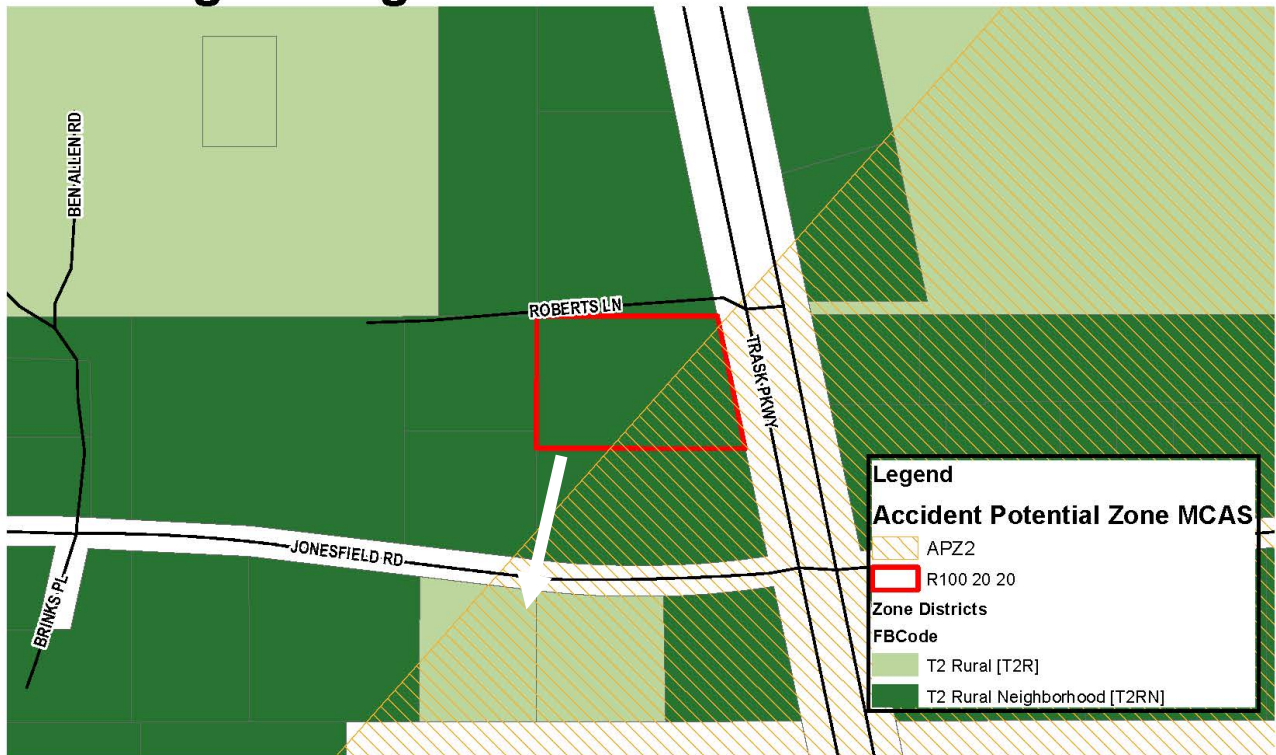 BEN ALLEN RD
ROBERTS LN
TRASK PKWY
JONESFIELD RD
BRINKS PL
Legend
Accident Potential Zone MCAS
APZ2
R100 20 20
Zone Districts
FBCode
T2 Rural [T2R]
T2 Rural Neighborhood [T2RN]